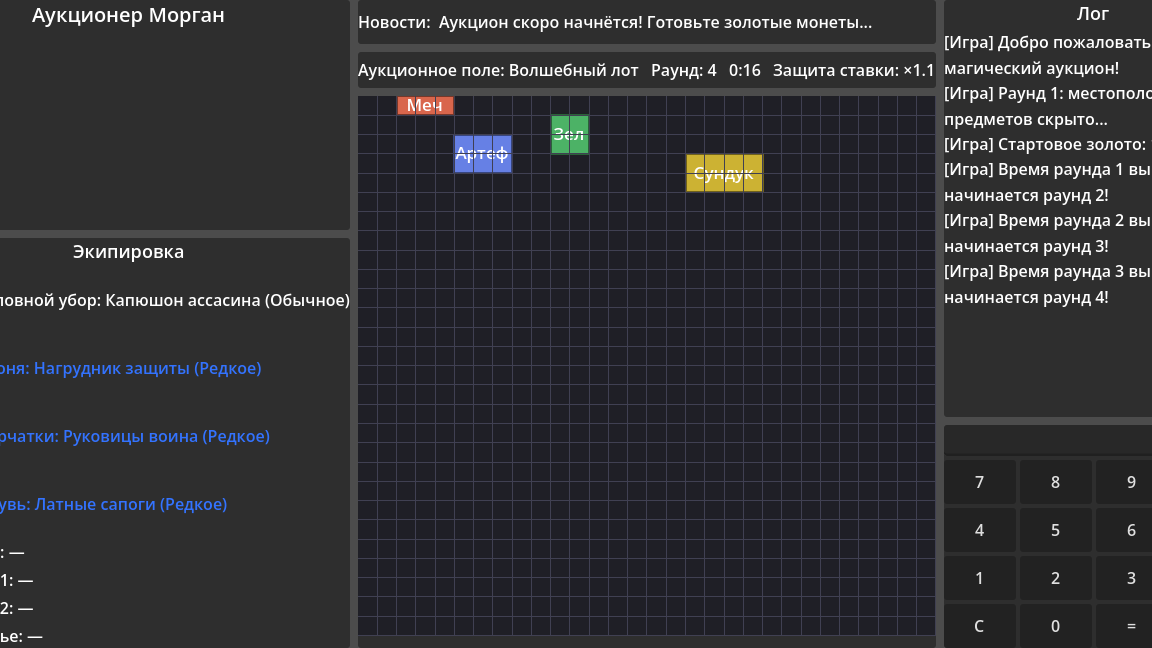 Аукционер Морган
Экипировка
ловной убор: Капюшон ассасина (Обычное)
оня: Нагрудник защиты (Редкое)
рчатки: Руковицы воина (Редкое)
увь: Латные сапоги (Редкое)
: —
1: —
2: —
ье: —
Новости: Аукцион скоро начнётся! Готовьте золотые монеты...
Аукционное поле: Волшебный лот Раунд: 4 0:16 Защита ставки: ×1.1
Меч
Зел
Артеф
Сундук
Лог
[Игра] Добро пожаловать
магический аукцион!
[Игра] Раунд 1: местополо
предметов скрыто...
[Игра] Стартовое золото:
[Игра] Время раунда 1 вы
начинается раунд 2!
[Игра] Время раунда 2 вы
начинается раунд 3!
[Игра] Время раунда 3 вы
начинается раунд 4!
7 8 9
4 5 6
1 2 3
C 0 =